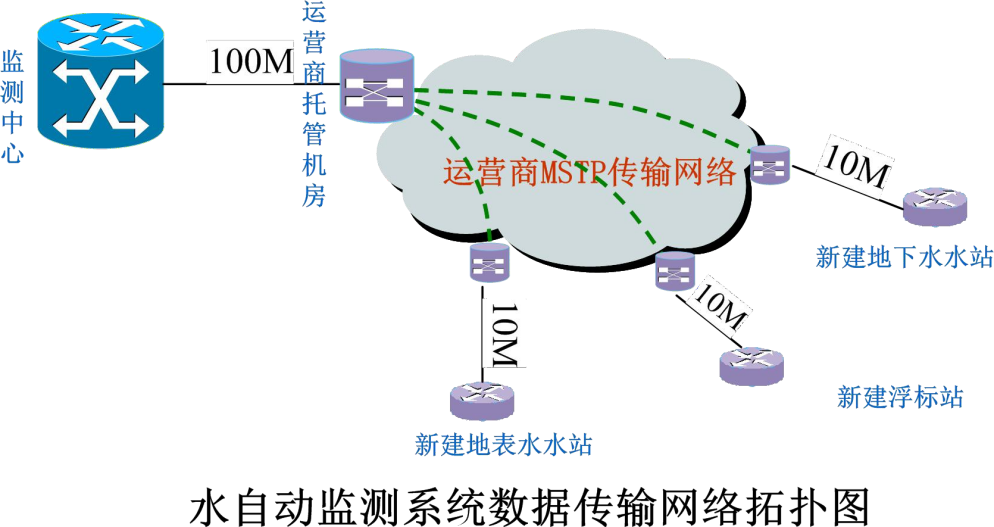 监测中心
100M
运营商托管机房
运营商MSTP传输网络
10M
新建地下水水站
10M
新建浮标站
10M
新建地表水水站
水自动监测系统数据传输网络拓扑图